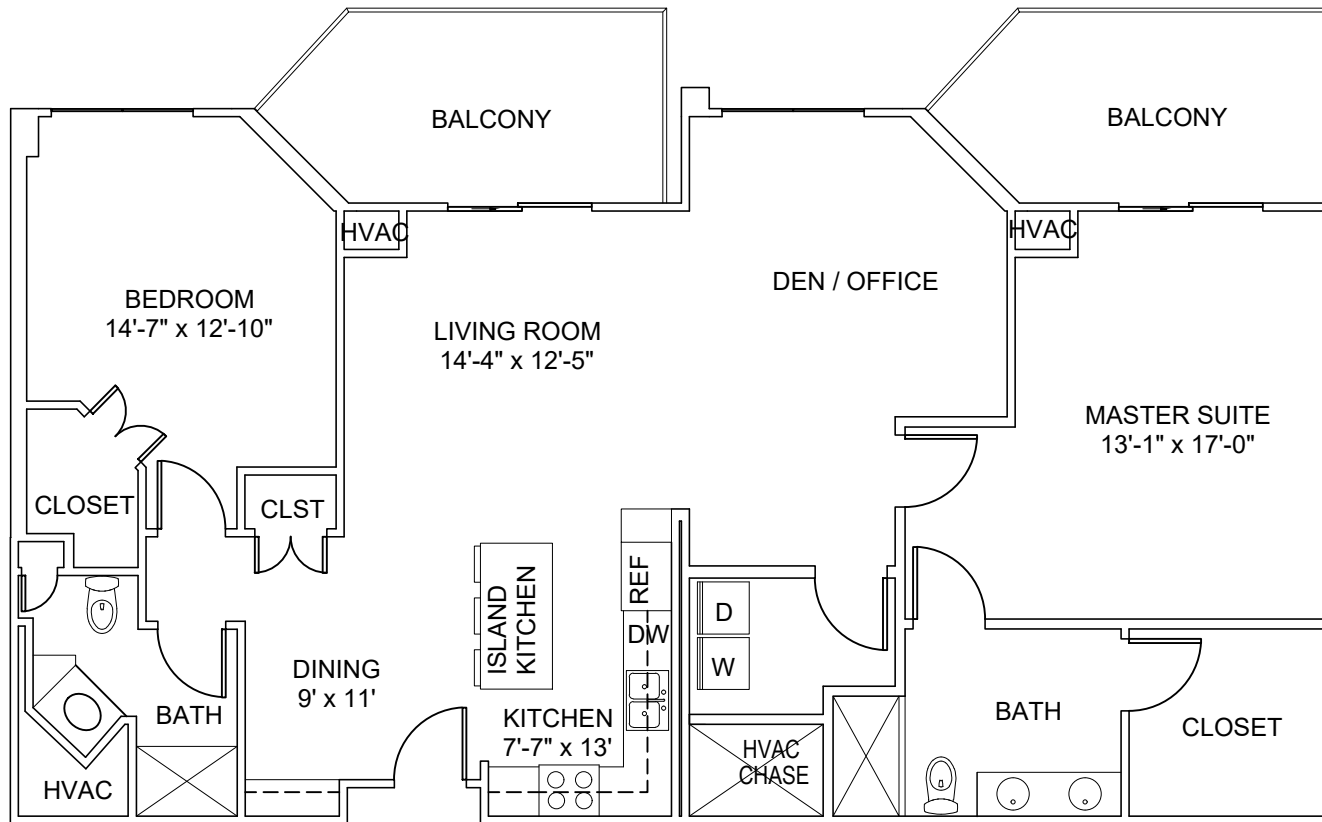 BALCONY
BALCONY
HVAC
HVAC
DEN / OFFICE
BEDROOM
14'-7" x 12'-10"
LIVING ROOM
14'-4" x 12'-5"
MASTER SUITE
13'-1" x 17'-0"
CLOSET
CLST
ISLAND
KITCHEN
REF
DW
D
W
DINING
9' x 11'
BATH
KITCHEN
7'-7" x 13'
BATH
CLOSET
HVAC
HVAC
CHASE